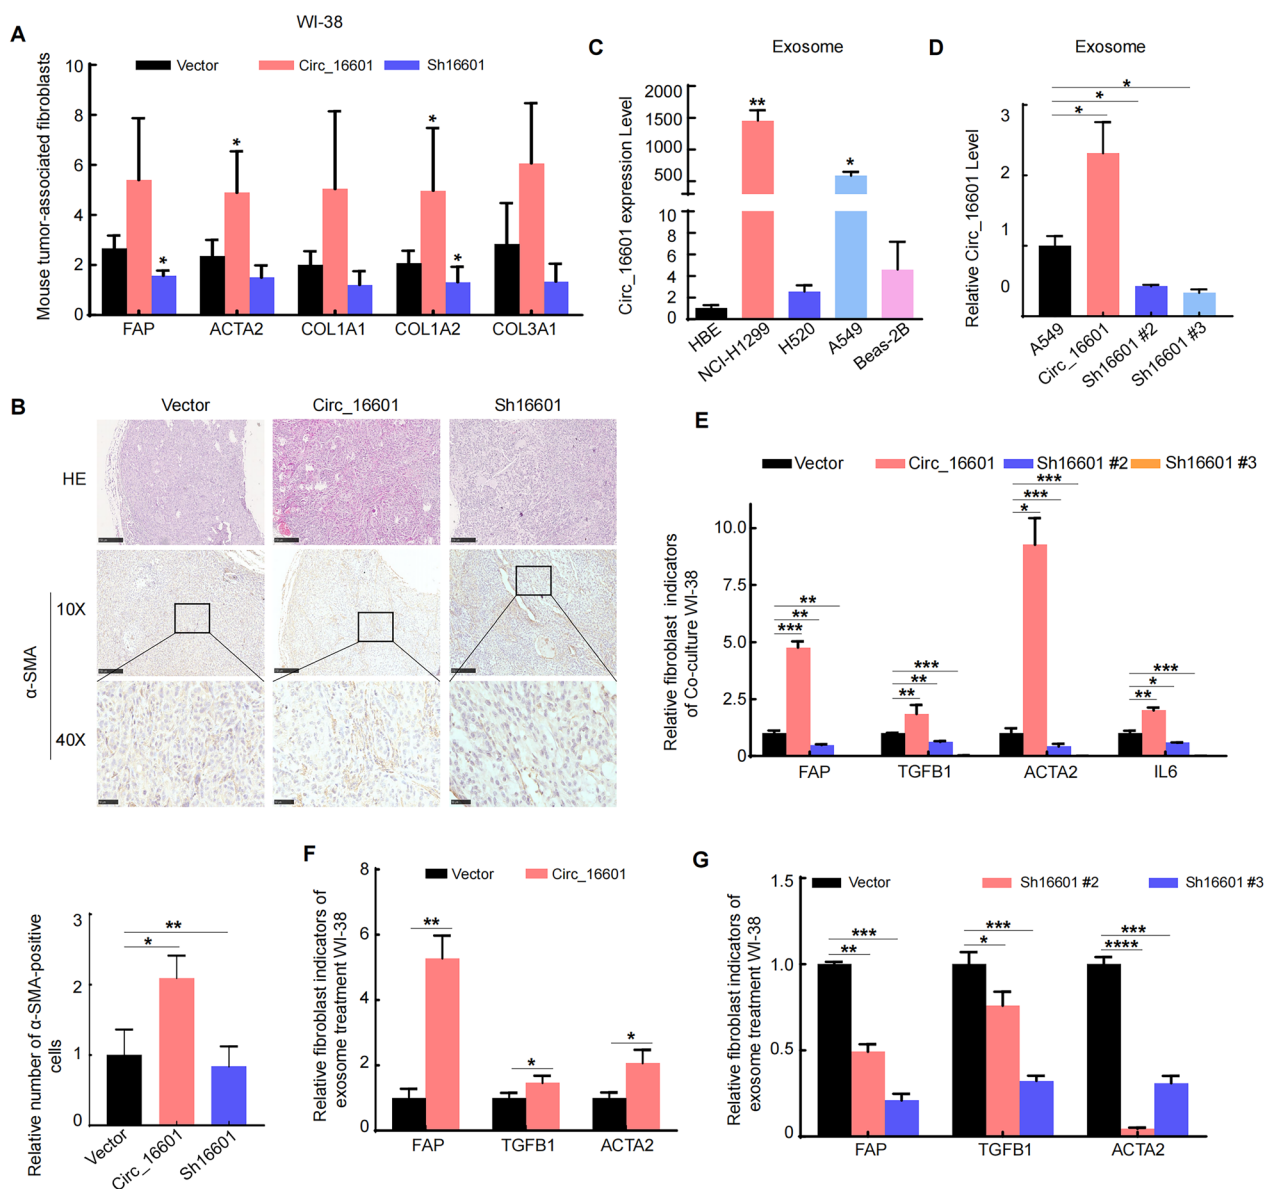 A
WI-38
Vector
Circ_16601
Sh16601
Mouse tumor-associated fibroblasts
10
8
6
4
2
0
*
*
*
*
FAP
ACTA2
COL1A1
COL1A2
COL3A1
C
Exosome
Circ_16601 expression Level
2000
1500
1000
500
10
8
6
4
2
0
**
*
HBE
NCI-H1299
H520
A549
Beas-2B
D
Exosome
Relative Circ_16601 Level
3
2
1
0
*
*
*
A549
Circ_16601
Sh16601 #2
Sh16601 #3
B
Vector
Circ_16601
Sh16601
HE
α-SMA
10X
40X
E
Vector
Circ_16601
Sh16601 #2
Sh16601 #3
Relative fibroblast indicators
of Co-culture WI-38
10.0
7.5
5.0
2.5
0
**
**
***
***
**
**
***
***
*
***
*
**
FAP
TGFB1
ACTA2
IL6
Relative number of α-SMA-positive
cells
3
2
1
0
**
*
Vector
Circ_16601
Sh16601
F
Vector
Circ_16601
Relative fibroblast indicators of
exosome treatment WI-38
8
6
4
2
0
**
*
*
FAP
TGFB1
ACTA2
G
Vector
Sh16601 #2
Sh16601 #3
Relative fibroblast indicators of
exosome treatment WI-38
1.5
1.0
0.5
0
***
**
***
*
***
****
FAP
TGFB1
ACTA2